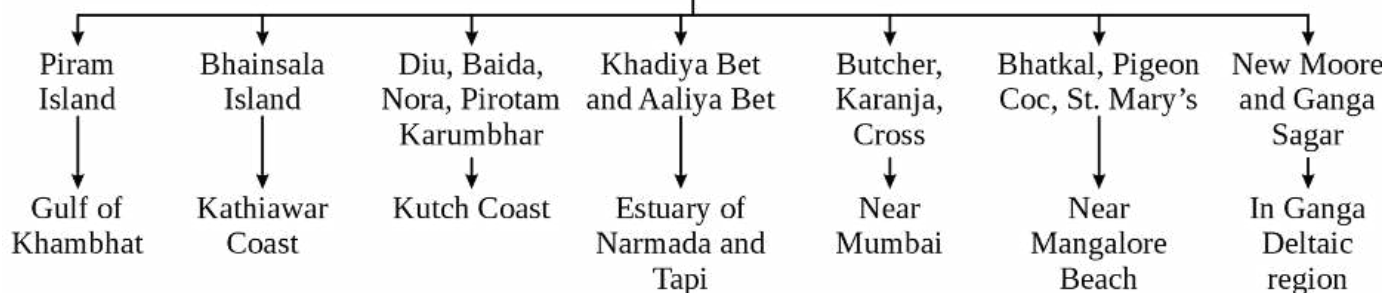 Piram
Island
Bhainsala
Island
Diu, Baida,
Nora, Pirotam
Karumbhar
Khadiya Bet
and Aaliya Bet
Butcher,
Karanja,
Cross
Bhatkal, Pigeon
Coc, St. Mary’s
New Moore
and Ganga
Sagar
Gulf of
Khambhat
Kathiawar
Coast
Kutch Coast
Estuary of
Narmada and
Tapi
Near
Mumbai
Near
Mangalore
Beach
In Ganga
Deltaic
region